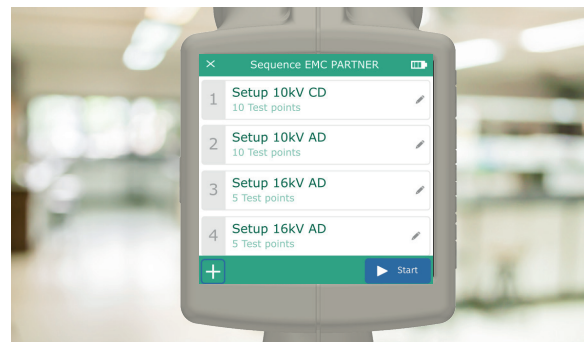 Sequence EMC PARTNER
1
Setup 10kV CD
10 Test points
2
Setup 10kV AD
10 Test points
3
Setup 16kV AD
5 Test points
4
Setup 16kV AD
5 Test points
Start